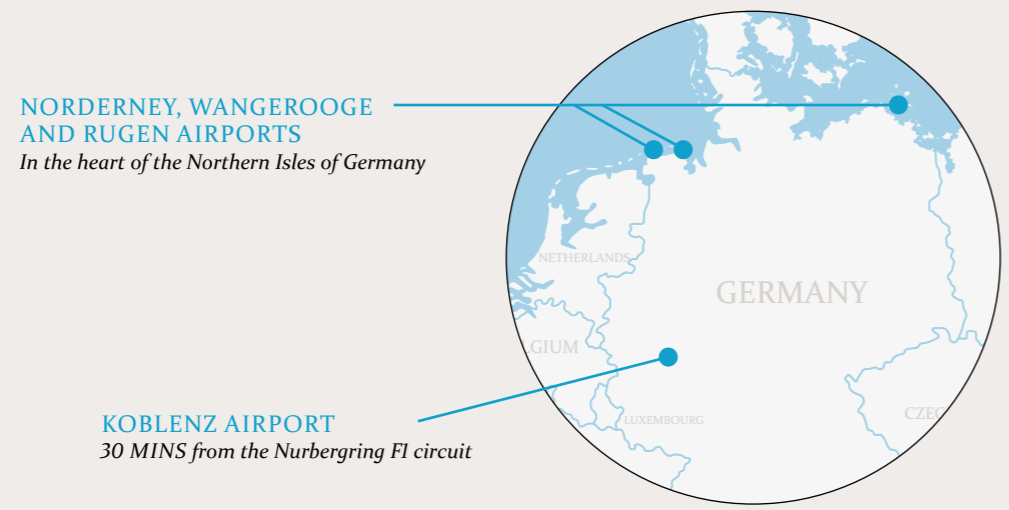 NORDERNEY, WANGEROOGE
AND RUGEN AIRPORTS
In the heart of the Northern Isles of Germany
NETHERLANDS
GERMANY
LGIUM
KOBLENZ AIRPORT
30 MINS from the Nurbergring F1 circuit
LUXEMBOURG
CZEC